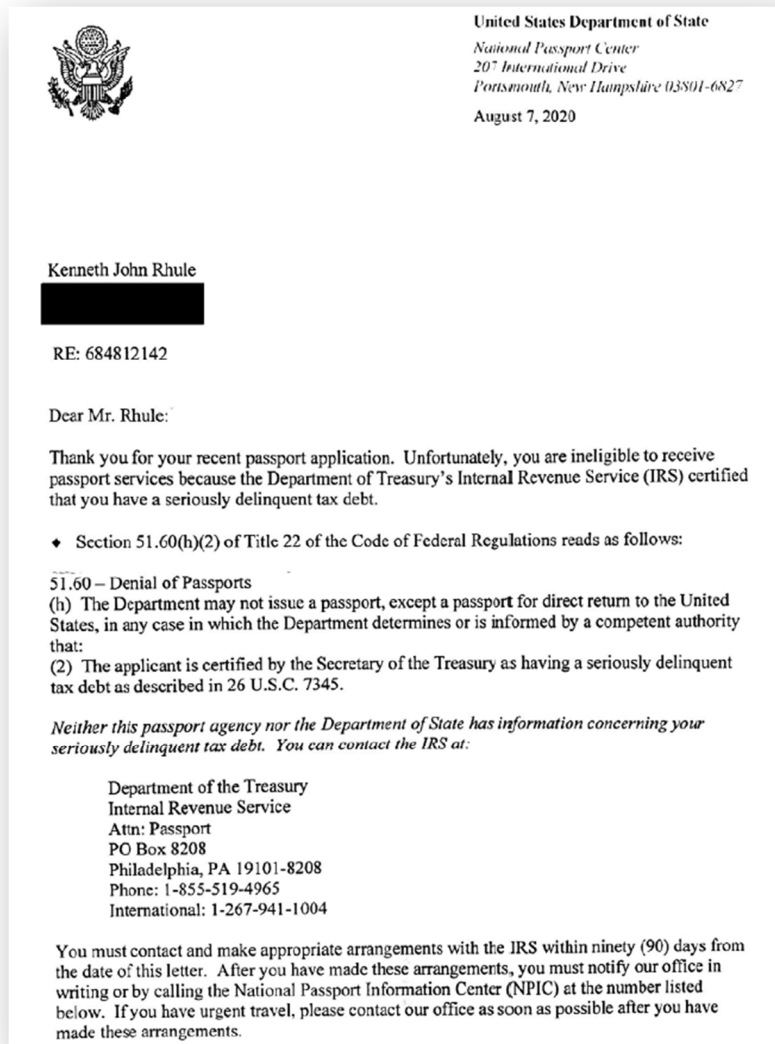 United States Department of State
National Passport Center
207 International Drive
Portsmouth, New Hampshire 03801-6827
August 7, 2020
Kenneth John Rhule
RE: 684812142
Dear Mr. Rhule:
Thank you for your recent passport application. Unfortunately, you are ineligible to receive
passport services because the Department of Treasury's Internal Revenue Service (IRS) certified
that you have a seriously delinquent tax debt.
♦ Section 51.60(h)(2) of Title 22 of the Code of Federal Regulations reads as follows:
51.60 – Denial of Passports
(h) The Department may not issue a passport, except a passport for direct return to the United
States, in any case in which the Department determines or is informed by a competent authority
that:
(2) The applicant is certified by the Secretary of the Treasury as having a seriously delinquent
tax debt as described in 26 U.S.C. 7345.
Neither this passport agency nor the Department of State has information concerning your
seriously delinquent tax debt. You can contact the IRS at:
Department of the Treasury
Internal Revenue Service
Attn: Passport
PO Box 8208
Philadelphia, PA 19101-8208
Phone: 1-855-519-4965
International: 1-267-941-1004
You must contact and make appropriate arrangements with the IRS within ninety (90) days from
the date of this letter. After you have made these arrangements, you must notify our office in
writing or by calling the National Passport Information Center (NPIC) at the number listed
below. If you have urgent travel, please contact our office as soon as possible after you have
made these arrangements.